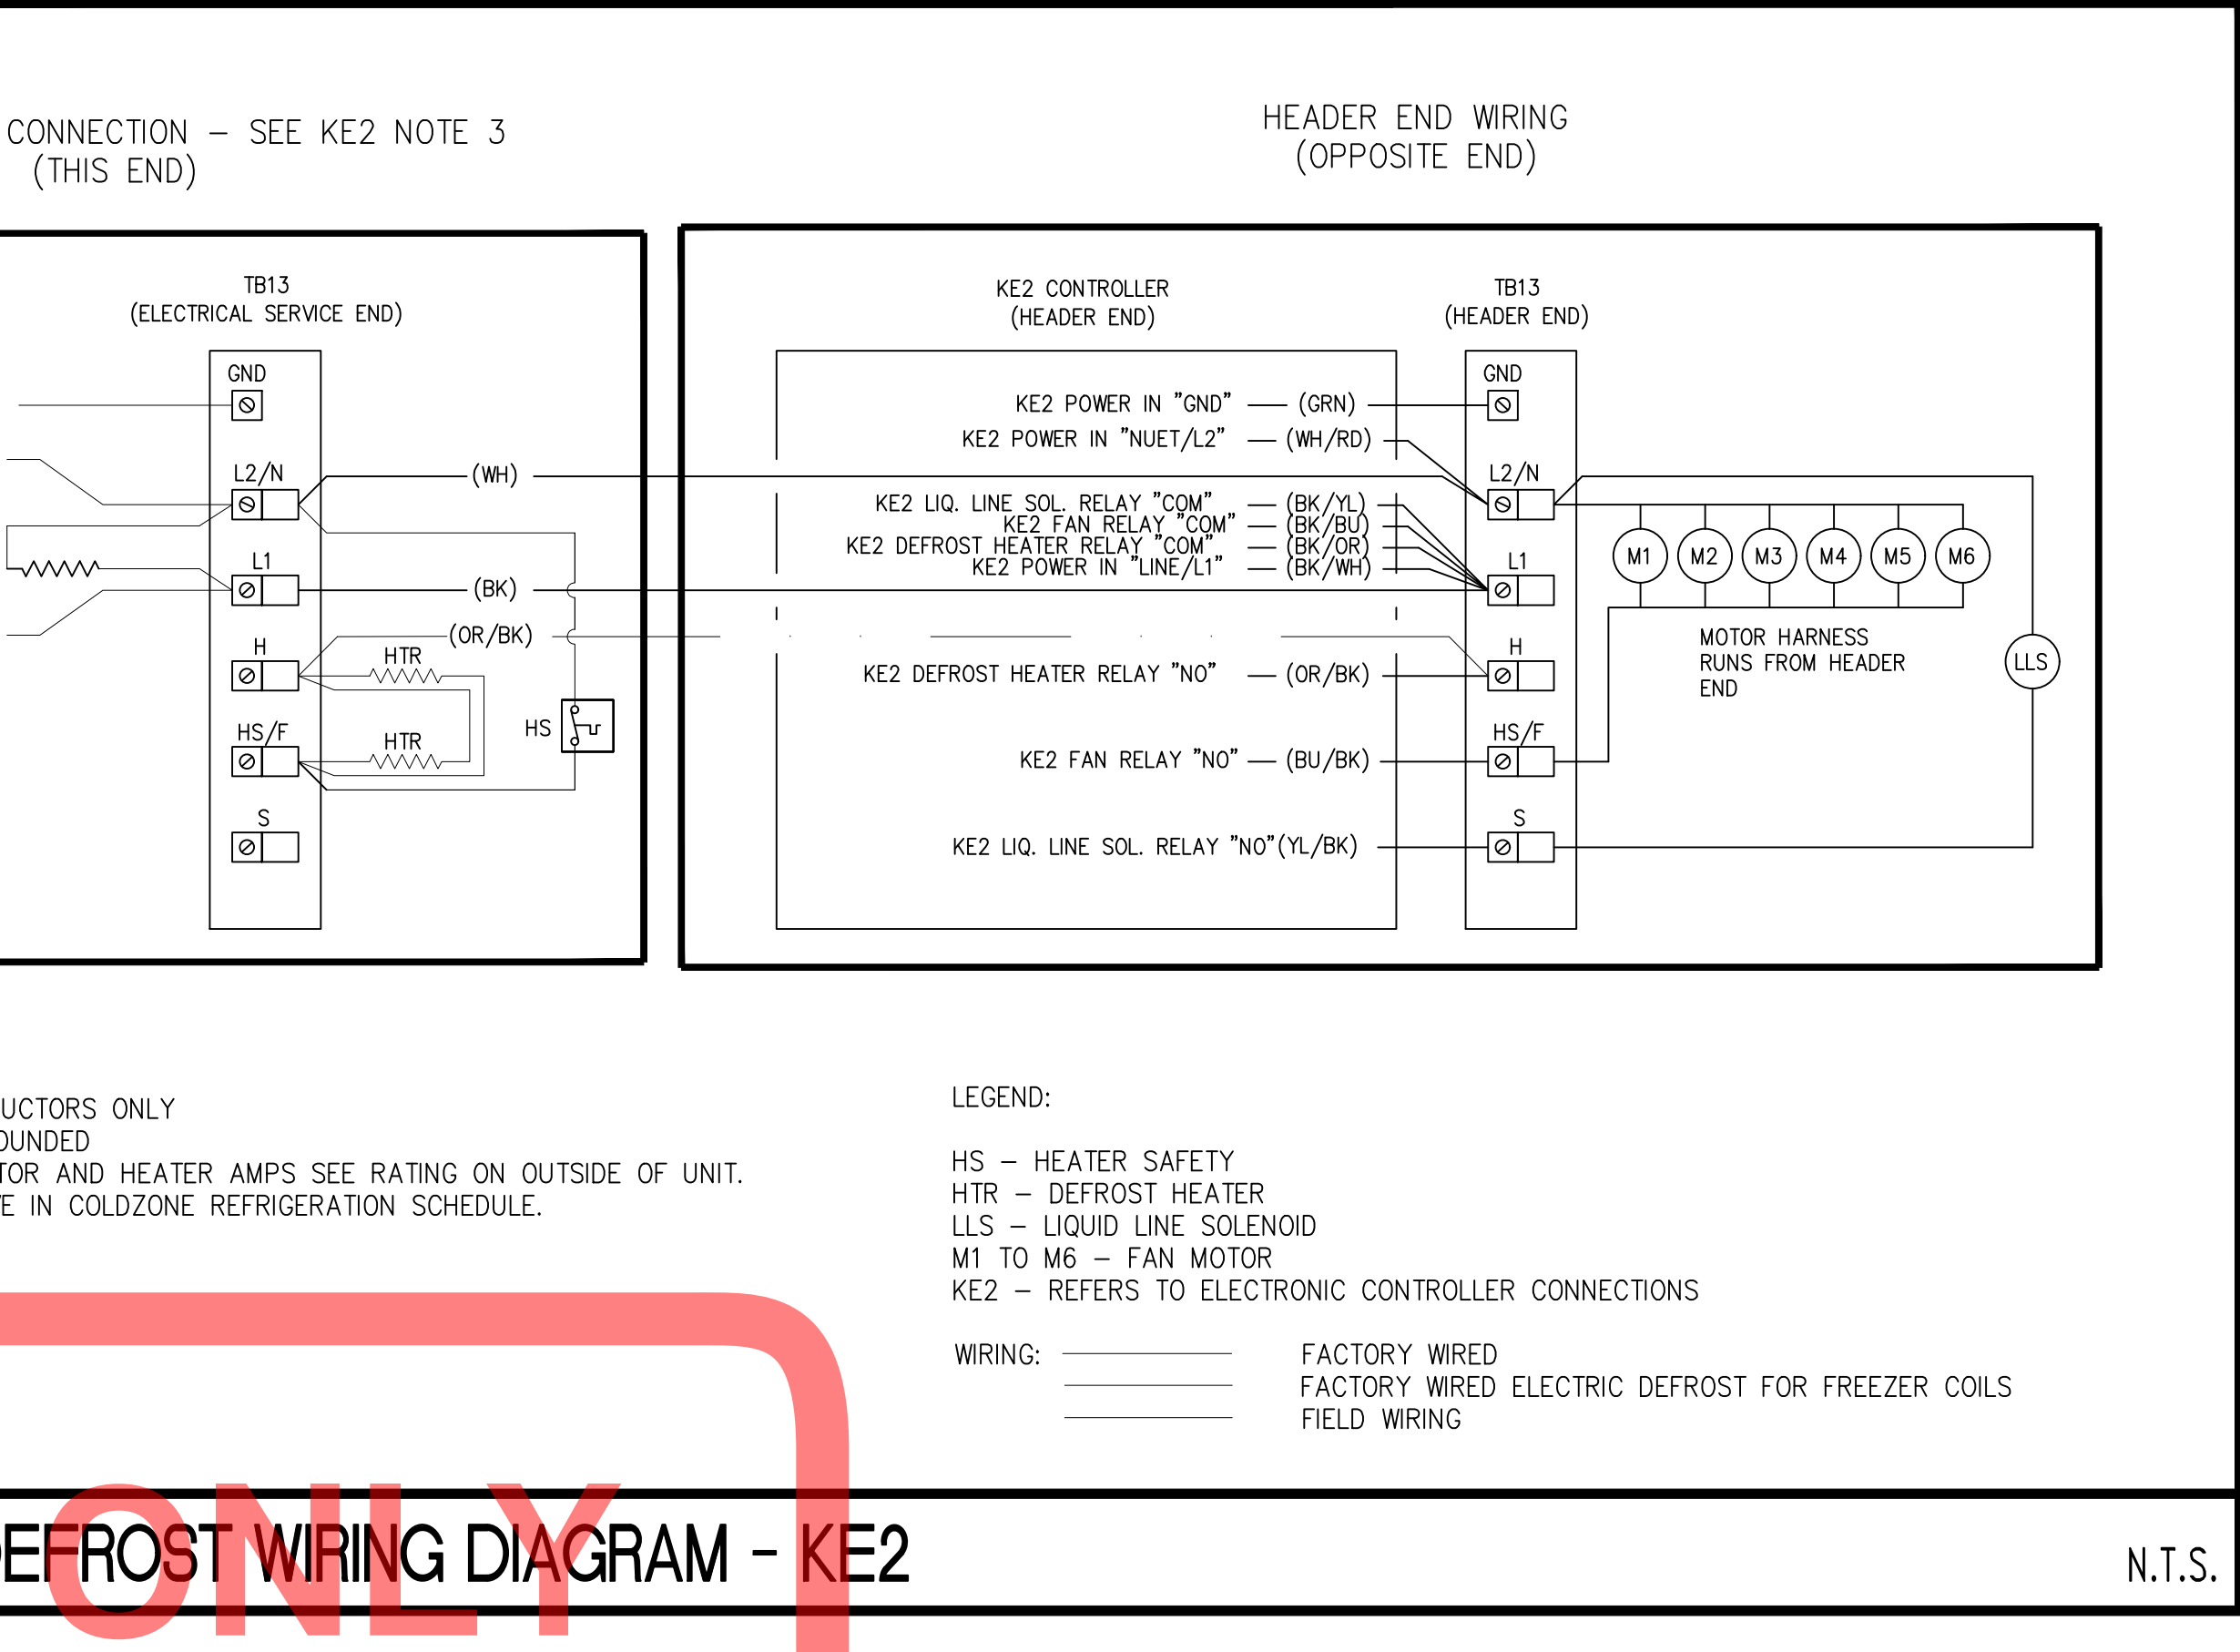 CONNECTION – SEE KE2 NOTE 3
(THIS END)
HEADER END WIRING
(OPPOSITE END)
TB13
(ELECTRICAL SERVICE END)
GND
L2/N
L1
H
HS/F
S
(WH)
(BK)
(OR/BK)
HTR
HTR
HS
KE2 CONTROLLER
(HEADER END)
KE2 POWER IN "GND" (GRN)
KE2 POWER IN "NUET/L2" (WH/RD)
KE2 LIQ. LINE SOL. RELAY "COM" (BK/YL)
KE2 FAN RELAY "COM" (BK/BU)
KE2 DEFROST HEATER RELAY "COM" (BK/OR)
KE2 POWER IN "LINE/L1" (BK/WH)
KE2 DEFROST HEATER RELAY "NO" (OR/BK)
KE2 FAN RELAY "NO" (BU/BK)
KE2 LIQ. LINE SOL. RELAY "NO" (YL/BK)
TB13
(HEADER END)
GND
L2/N
L1
H
HS/F
S
M1 M2 M3 M4 M5 M6
MOTOR HARNESS
RUNS FROM HEADER
END
LLS
UCTORS ONLY
OUNDED
TOR AND HEATER AMPS SEE RATING ON OUTSIDE OF UNIT.
E IN COLDZONE REFRIGERATION SCHEDULE.
LEGEND:
HS – HEATER SAFETY
HTR – DEFROST HEATER
LLS – LIQUID LINE SOLENOID
M1 TO M6 – FAN MOTOR
KE2 – REFERS TO ELECTRONIC CONTROLLER CONNECTIONS
WIRING: FACTORY WIRED
FACTORY WIRED ELECTRIC DEFROST FOR FREEZER COILS
FIELD WIRING
ONLY
DEFROST WIRING DIAGRAM - KE2
N.T.S.